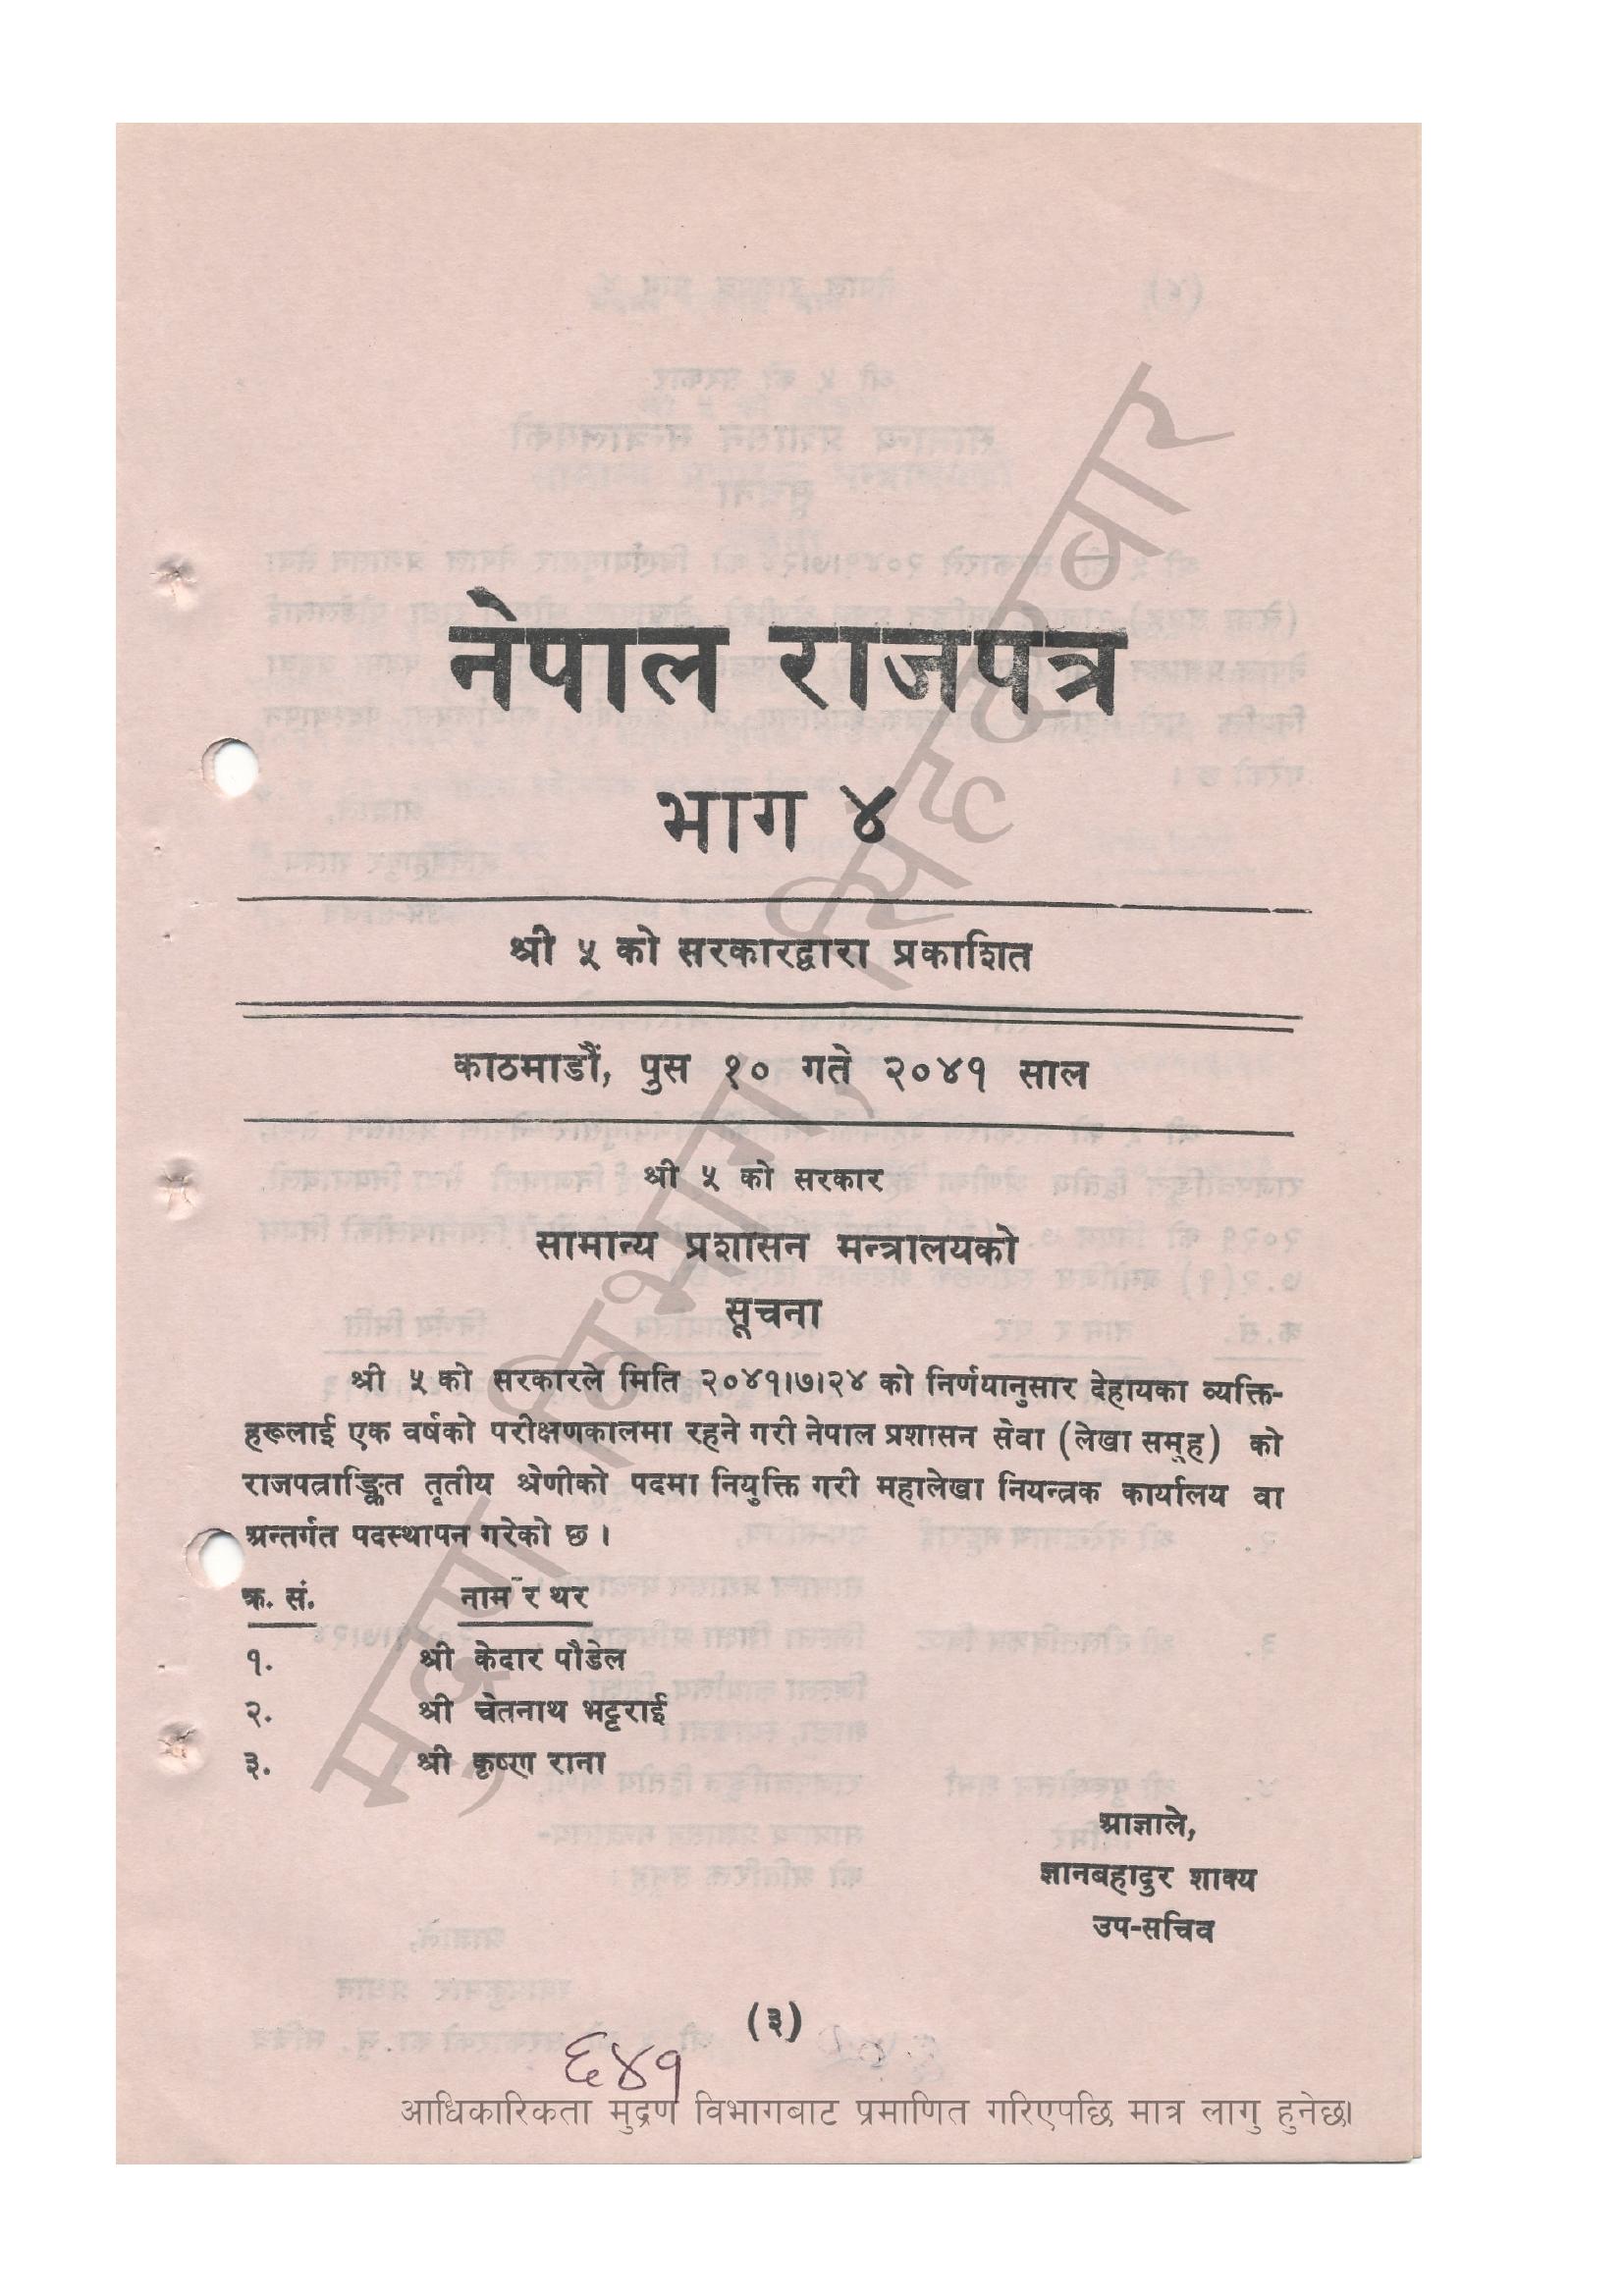 नेपाल राजपत्र
भाग ४
श्री ५ को सरकारद्वारा प्रकाशित
काठमाडौं, पुस १० गते २०४१ साल
श्री ५ को सरकार
सामान्य प्रशासन मन्त्रालयको
सूचना
श्री ५ को सरकारले मिति २०४१।७।२४ को निर्णयानुसार देहायका व्यक्ति-
हरूलाई एक वर्षको परीक्षणकालमा रहने गरी नेपाल प्रशासन सेवा (लेखा समूह) को
राजपत्राङ्कित तृतीय श्रेणीको पदमा नियुक्ति गरी महालेखा नियन्त्रक कार्यालय वा
अन्तर्गत पदस्थापन गरेको छ ।
क्र. सं. नाम र थर
१. श्री केदार पौडेल
२. श्री चेतनाथ भट्टराई
३. श्री कृष्ण राना
आज्ञाले,
ज्ञानबहादुर शाक्य
उप-सचिव
(३)
६४१
आधिकारिकता मुद्रण विभागबाट प्रमाणित गरिएपछि मात्र लागु हुनेछ।
मुद्रण विभाग, सिंहदरबार